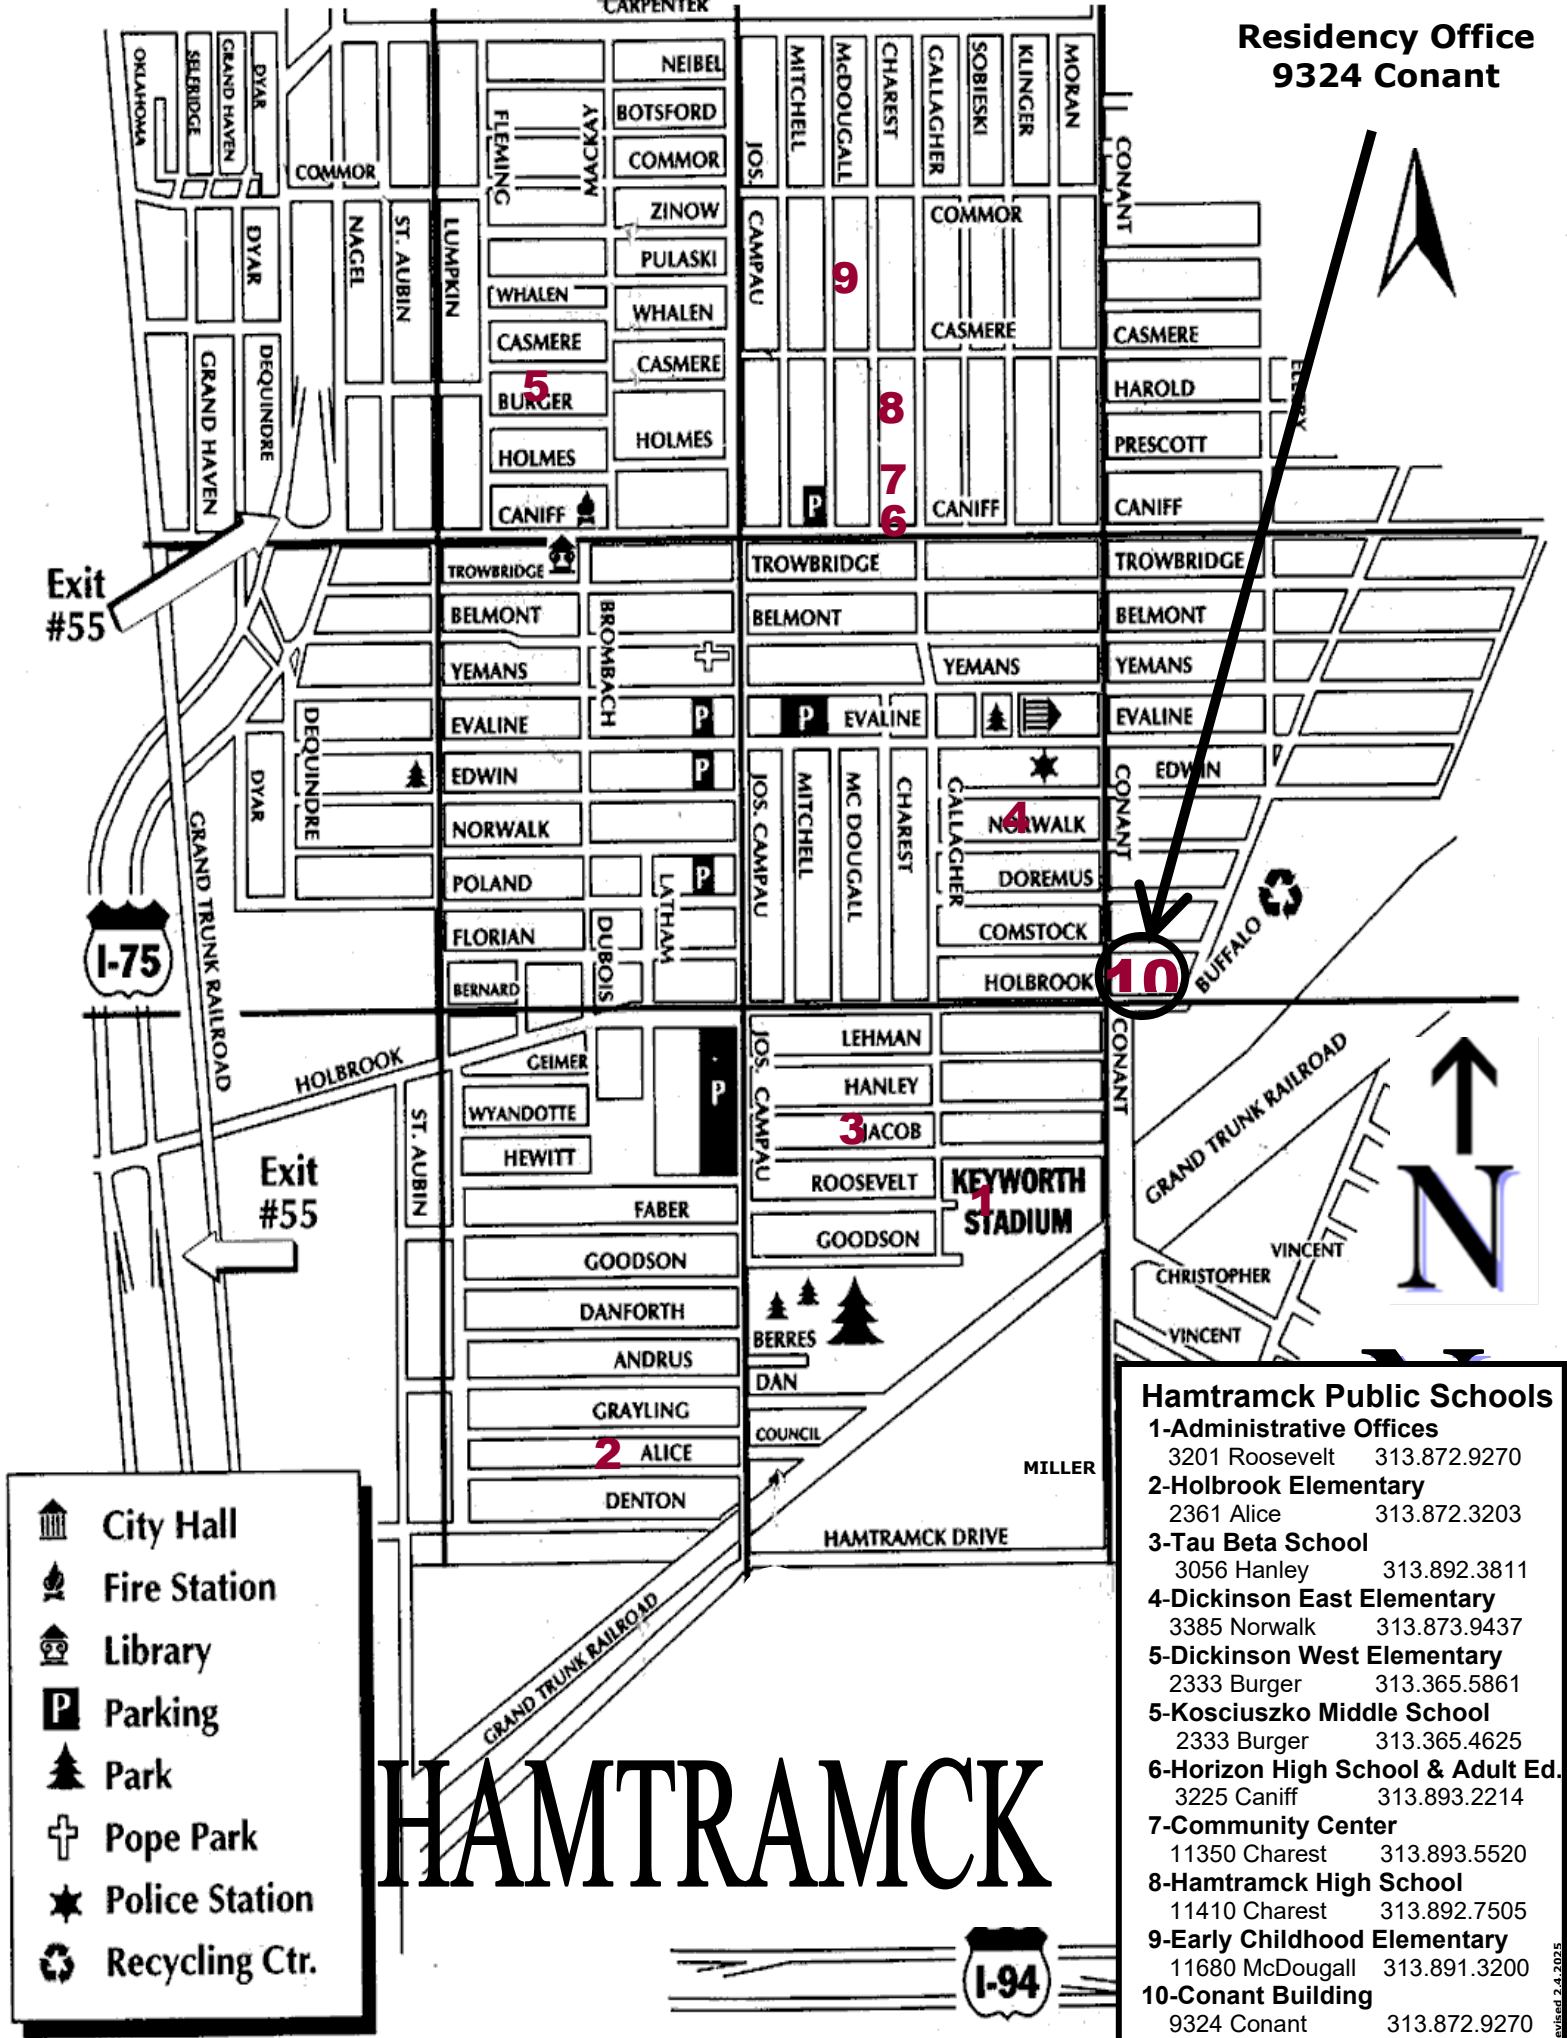 CARPENTER
Residency Office
9324 Conant
OKLAHOMA
SELFRIDGE
GRAND HAVEN
DYAR
NEIBEL
MITCHELL
McDOUGALL
CHAREST
GALLAGHER
SOBIESKI
KLINGER
MORAN
FLEMING
MACKAY
BOTSFORD
COMMOR
COMMOR
JOS.
CAMPAU
CONANT
ZINOW
COMMOR
DYAR
NAGEL
ST. AUBIN
LUMPKIN
PULASKI
9
WHALEN
WHALEN
CASMERE
CASMERE
CASMERE
CASMERE
GRAND HAVEN
DEQUINDRE
5
BURGER
8
HAROLD
HOLMES
HOLMES
PRESCOTT
7
CANIFF
P
6
CANIFF
CANIFF
Exit
#55
TROWBRIDGE
TROWBRIDGE
TROWBRIDGE
BELMONT
BROMBACH
BELMONT
BELMONT
YEMANS
YEMANS
YEMANS
EVALINE
P
P
EVALINE
EVALINE
DEQUINDRE
DYAR
EDWIN
P
JOS. CAMPAU
MITCHELL
MC DOUGALL
CHAREST
GALLAGHER
CONANT
EDWIN
GRAND TRUNK RAILROAD
NORWALK
4
NORWALK
POLAND
LATHAM
P
DOREMUS
FLORIAN
DUBOIS
COMSTOCK
BUFFALO
I-75
BERNARD
HOLBROOK
10
LEHMAN
CONANT
HOLBROOK
GEIMER
P
JOS. CAMPAU
HANLEY
GRAND TRUNK RAILROAD
ST. AUBIN
WYANDOTTE
3
JACOB
HEWITT
ROOSEVELT
KEYWORTH
1
STADIUM
N
Exit
#55
FABER
GOODSON
GOODSON
VINCENT
CHRISTOPHER
DANFORTH
BERRES
VINCENT
ANDRUS
DAN
GRAYLING
COUNCIL
2
ALICE
MILLER
DENTON
HAMTRAMCK DRIVE
GRAND TRUNK RAILROAD
City Hall
Fire Station
Library
P
Parking
Park
Pope Park
Police Station
Recycling Ctr.
HAMTRAMCK
I-94
Hamtramck Public Schools
1-Administrative Offices
3201 Roosevelt 313.872.9270
2-Holbrook Elementary
2361 Alice 313.872.3203
3-Tau Beta School
3056 Hanley 313.892.3811
4-Dickinson East Elementary
3385 Norwalk 313.873.9437
5-Dickinson West Elementary
2333 Burger 313.365.5861
5-Kosciuszko Middle School
2333 Burger 313.365.4625
6-Horizon High School & Adult Ed.
3225 Caniff 313.893.2214
7-Community Center
11350 Charest 313.893.5520
8-Hamtramck High School
11410 Charest 313.892.7505
9-Early Childhood Elementary
11680 McDougall 313.891.3200
10-Conant Building
9324 Conant 313.872.9270
2.4.2025